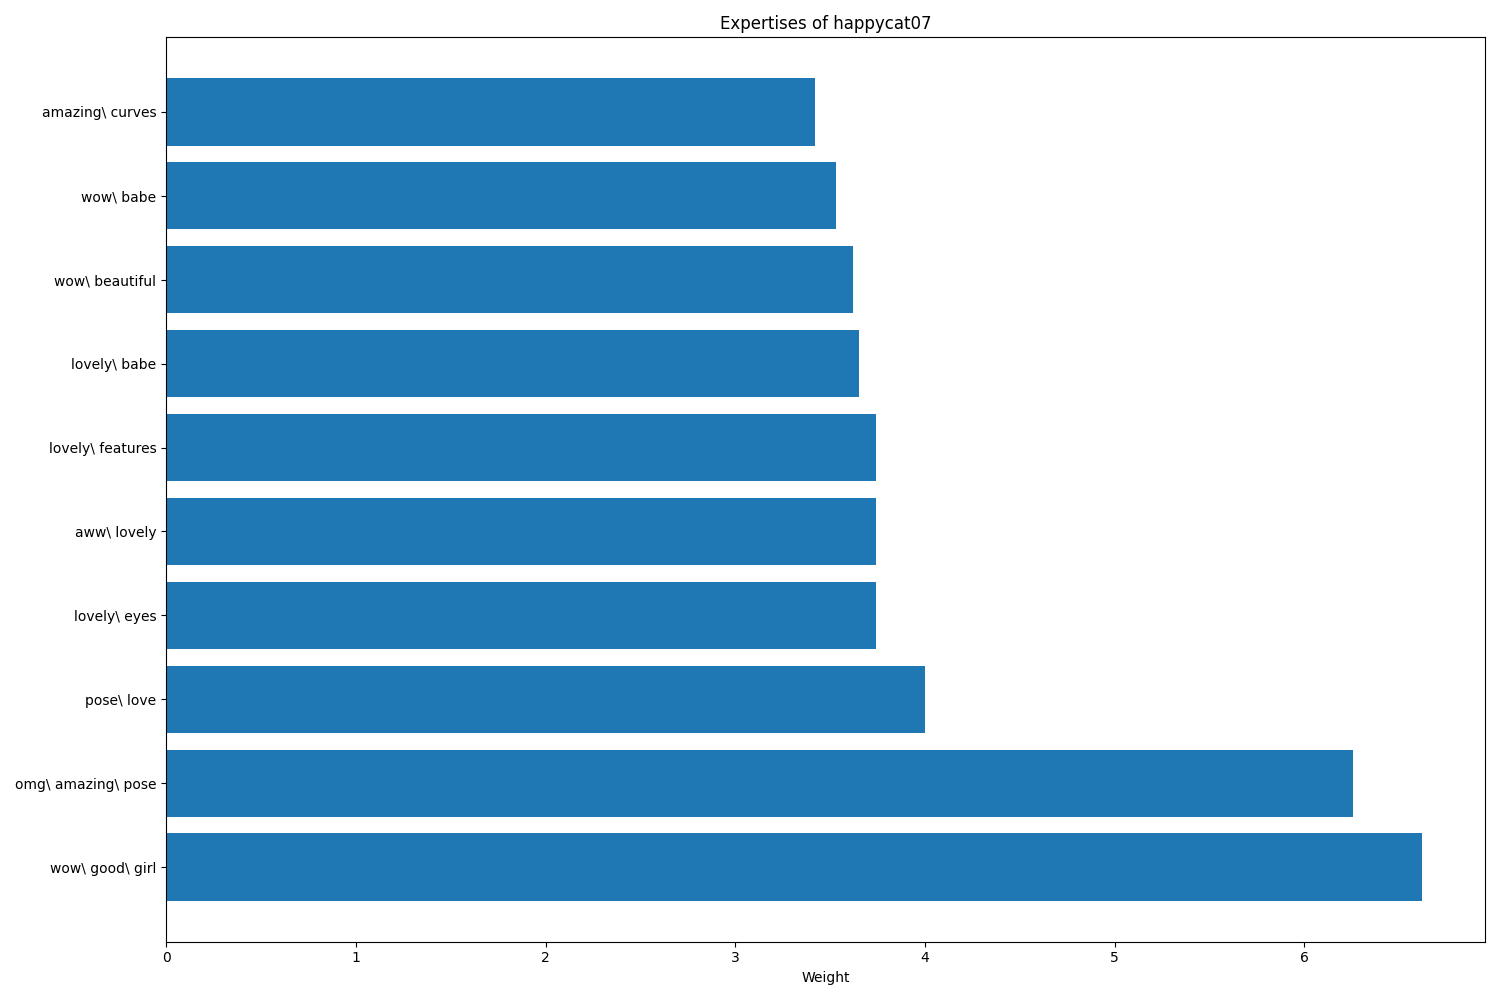 Expertises of happycat07
amazing\ curves
wow\ babe
wow\ beautiful
lovely\ babe
lovely\ features
aww\ lovely
lovely\ eyes
pose\ love
omg\ amazing\ pose
wow\ good\ girl
0 1 2 3 4 5 6
Weight